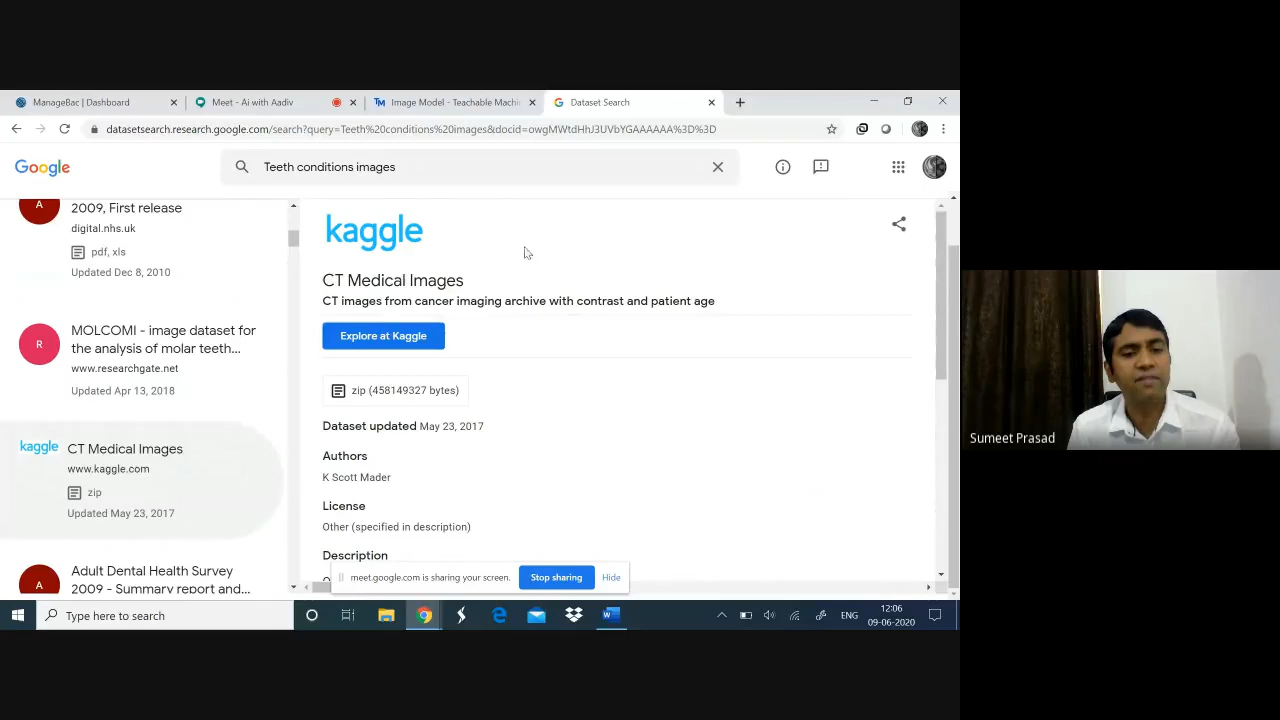 ManageBac | Dashboard
Meet - Ai with Aadiv
Image Model - Teachable Machi
Dataset Search
datasetsearch.research.google.com/search?query=Teeth%20conditions%20images&docid=owgMWtdHhJ3UVbYGAAAAAA%3D%3D
Google
Teeth conditions images
A
2009, First release
digital.nhs.uk
pdf, xls
Updated Dec 8, 2010
R
MOLCOMI - image dataset for
the analysis of molar teeth...
www.researchgate.net
Updated Apr 13, 2018
kaggle
CT Medical Images
www.kaggle.com
zip
Updated May 23, 2017
A
Adult Dental Health Survey
2009 - Summary report and...
kaggle
CT Medical Images
CT images from cancer imaging archive with contrast and patient age
Explore at Kaggle
zip (458149327 bytes)
Dataset updated May 23, 2017
Authors
K Scott Mader
License
Other (specified in description)
Description
meet.google.com is sharing your screen.
Stop sharing
Hide
Type here to search
ENG
12:06
09-06-2020
Sumeet Prasad